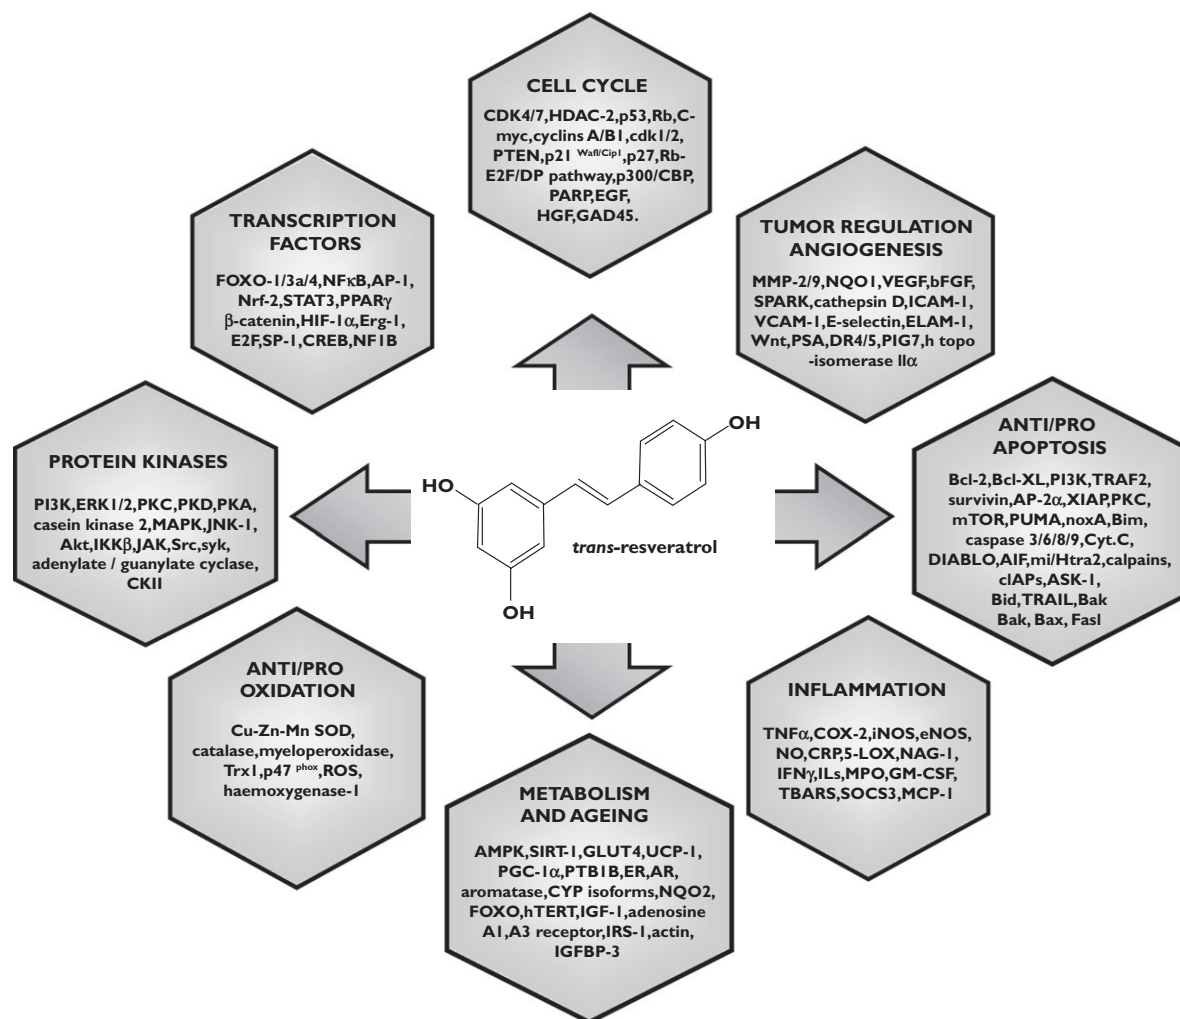 CELL CYCLE
CDK4/7,HDAC-2,p53,Rb,C-
myc,cyclins A/B1,cdk1/2,
PTEN,p21 Wafl/Cip1,p27,Rb-
E2F/DP pathway,p300/CBP,
PARP,EGF,
HGF,GAD45.
TRANSCRIPTION
FACTORS
FOXO-1/3a/4,NFκB,AP-1,
Nrf-2,STAT3,PPARγ
β-catenin,HIF-1α,Erg-1,
E2F,SP-1,CREB,NF1B
TUMOR REGULATION
ANGIOGENESIS
MMP-2/9,NQO1,VEGF,bFGF,
SPARK,cathepsin D,ICAM-1,
VCAM-1,E-selectin,ELAM-1,
Wnt,PSA,DR4/5,PIG7,h topo
-isomerase IIα
PROTEIN KINASES
PI3K,ERK1/2,PKC,PKD,PKA,
casein kinase 2,MAPK,JNK-1,
Akt,IKKβ,JAK,Src,syk,
adenylate / guanylate cyclase,
CKII
OH
HO
OH
trans-resveratrol
ANTI/PRO
APOPTOSIS
Bcl-2,Bcl-XL,PI3K,TRAF2,
survivin,AP-2α,XIAP,PKC,
mTOR,PUMA,noxA,Bim,
caspase 3/6/8/9,Cyt.C,
DIABLO,AIF,mi/Htra2,calpains,
clAPs,ASK-1,
Bid,TRAIL,Bak
Bak, Bax, Fasl
ANTI/PRO
OXIDATION
Cu-Zn-Mn SOD,
catalase,myeloperoxidase,
Trx1,p47 phox,ROS,
haemoxygenase-1
METABOLISM
AND AGEING
AMPK,SIRT-1,GLUT4,UCP-1,
PGC-1α,PTB1B,ER,AR,
aromatase,CYP isoforms,NQO2,
FOXO,hTERT,IGF-1,adenosine
A1,A3 receptor,IRS-1,actin,
IGFBP-3
INFLAMMATION
TNFα,COX-2,iNOS,eNOS,
NO,CRP,5-LOX,NAG-1,
IFNγ,ILs,MPO,GM-CSF,
TBARS,SOCS3,MCP-1